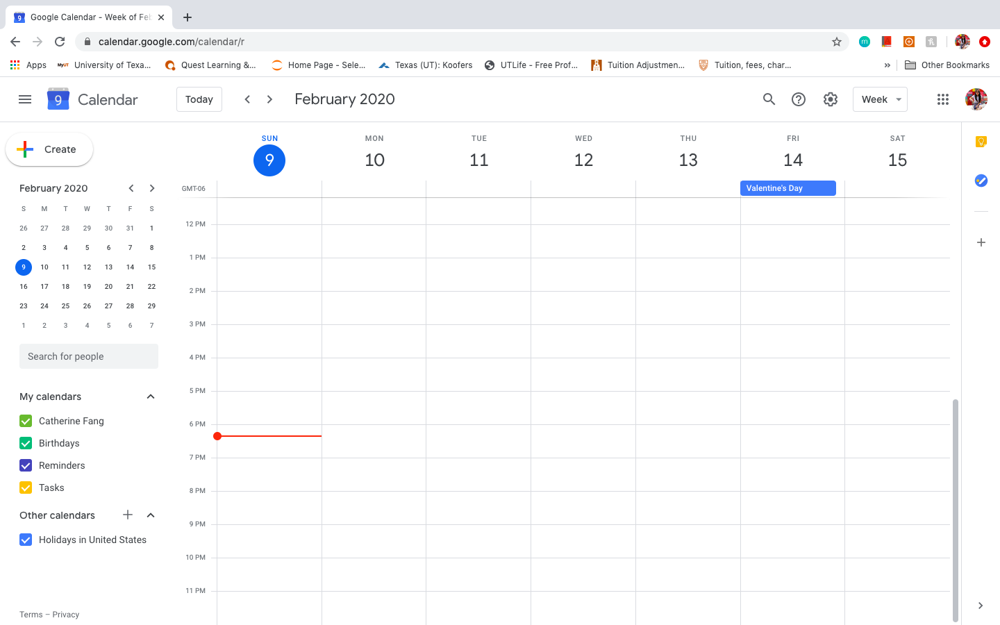 Google Calendar - Week of Feb
calendar.google.com/calendar/r
Apps
MyUT University of Texa...
Quest Learning &...
Home Page - Sele...
Texas (UT): Koofers
UTLife - Free Prof...
Tuition Adjustmen...
Tuition, fees, char...
»
Other Bookmarks
9 Calendar
Today
February 2020
Week
Create
February 2020
S M T W T F S
26 27 28 29 30 31 1
2 3 4 5 6 7 8
9 10 11 12 13 14 15
16 17 18 19 20 21 22
23 24 25 26 27 28 29
1 2 3 4 5 6 7
Search for people
My calendars
Catherine Fang
Birthdays
Reminders
Tasks
Other calendars
Holidays in United States
Terms – Privacy
SUN MON TUE WED THU FRI SAT
9 10 11 12 13 14 15
GMT-06
Valentine's Day
12 PM
1 PM
2 PM
3 PM
4 PM
5 PM
6 PM
7 PM
8 PM
9 PM
10 PM
11 PM